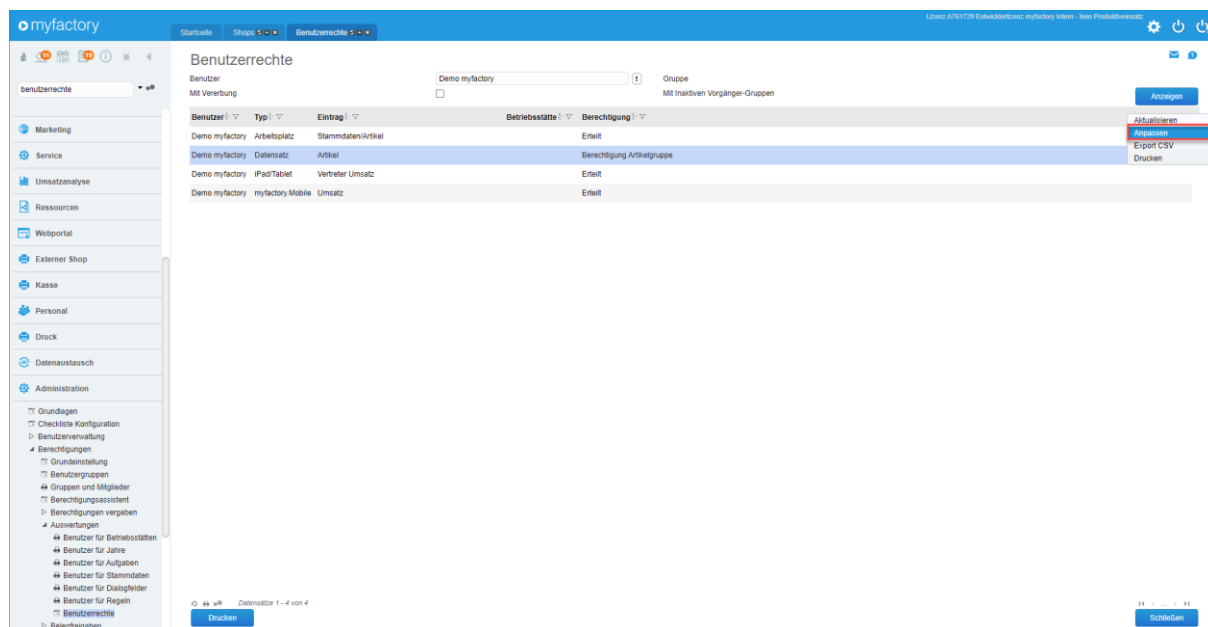 myfactory
Lizenz A761729 Entwicklerlizenz myfactory Intern - kein Produktiveinsatz
Startseite Shops Benutzerrechte
benutzerrechte
Marketing
Service
Umsatzanalyse
Ressourcen
Webportal
Externer Shop
Kasse
Personal
Druck
Datenaustausch
Administration
Grundlagen
Checkliste Konfiguration
Benutzerverwaltung
Berechtigungen
Grundeinstellung
Benutzergruppen
Gruppen und Mitglieder
Berechtigungsassistent
Berechtigungen vergeben
Auswertungen
Benutzer für Betriebsstätten
Benutzer für Jahre
Benutzer für Aufgaben
Benutzer für Stammdaten
Benutzer für Dialogfelder
Benutzer für Regeln
Benutzerrechte
Belegfreigaben
Benutzerrechte
Benutzer Demo myfactory Gruppe
Mit Vererbung Mit Inaktiven Vorgänger-Gruppen
Anzeigen
Benutzer Typ Eintrag Betriebsstätte Berechtigung
Demo myfactory Arbeitsplatz Stammdaten/Artikel Erteilt
Demo myfactory Datensatz Artikel Berechtigung Artikelgruppe
Demo myfactory iPad/Tablet Vertreter Umsatz Erteilt
Demo myfactory myfactory.Mobile Umsatz Erteilt
Aktualisieren
Anpassen
Export CSV
Drucken
Datensätze 1 - 4 von 4
Drucken
Schließen